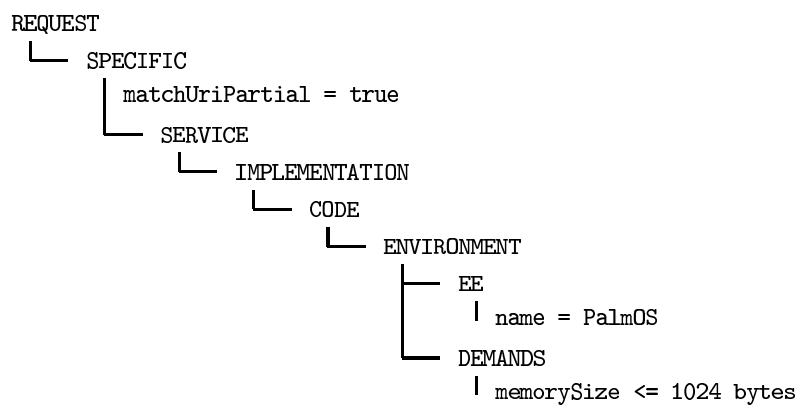 REQUEST
SPECIFIC
matchUriPartial = true
SERVICE
IMPLEMENTATION
CODE
ENVIRONMENT
EE
name = PalmOS
DEMANDS
memorySize <= 1024 bytes